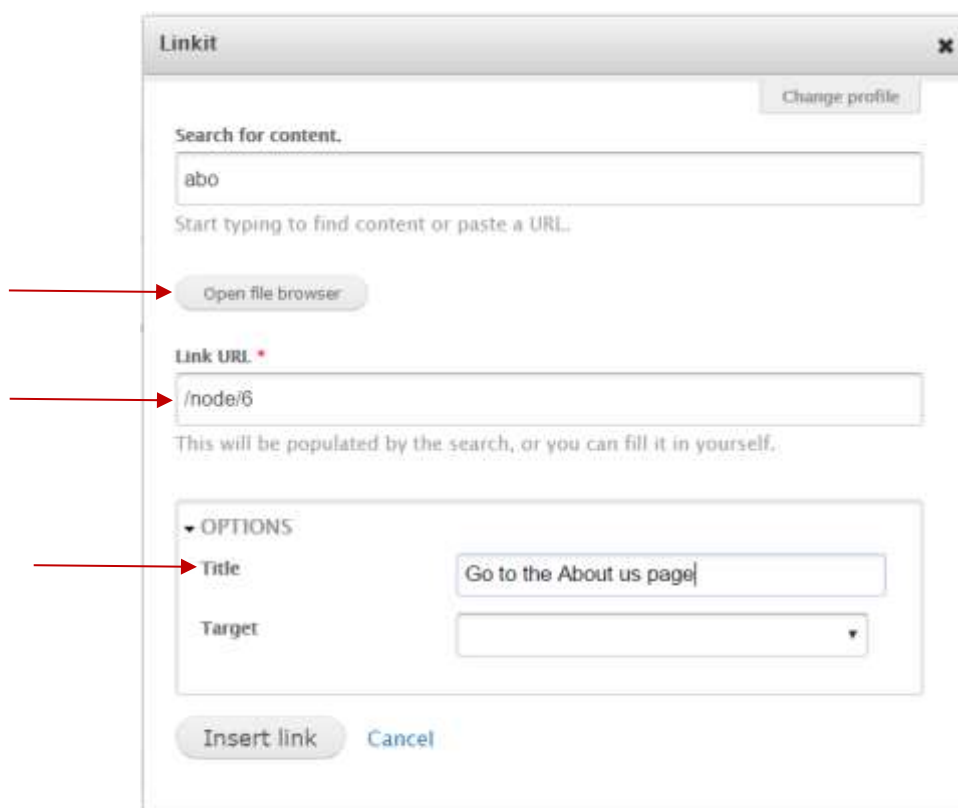 Linkit
Change profile
Search for content.
abo
Start typing to find content or paste a URL.
Open file browser
Link URL *
/node/6
This will be populated by the search, or you can fill it in yourself.
OPTIONS
Title Go to the About us page
Target
Insert link Cancel